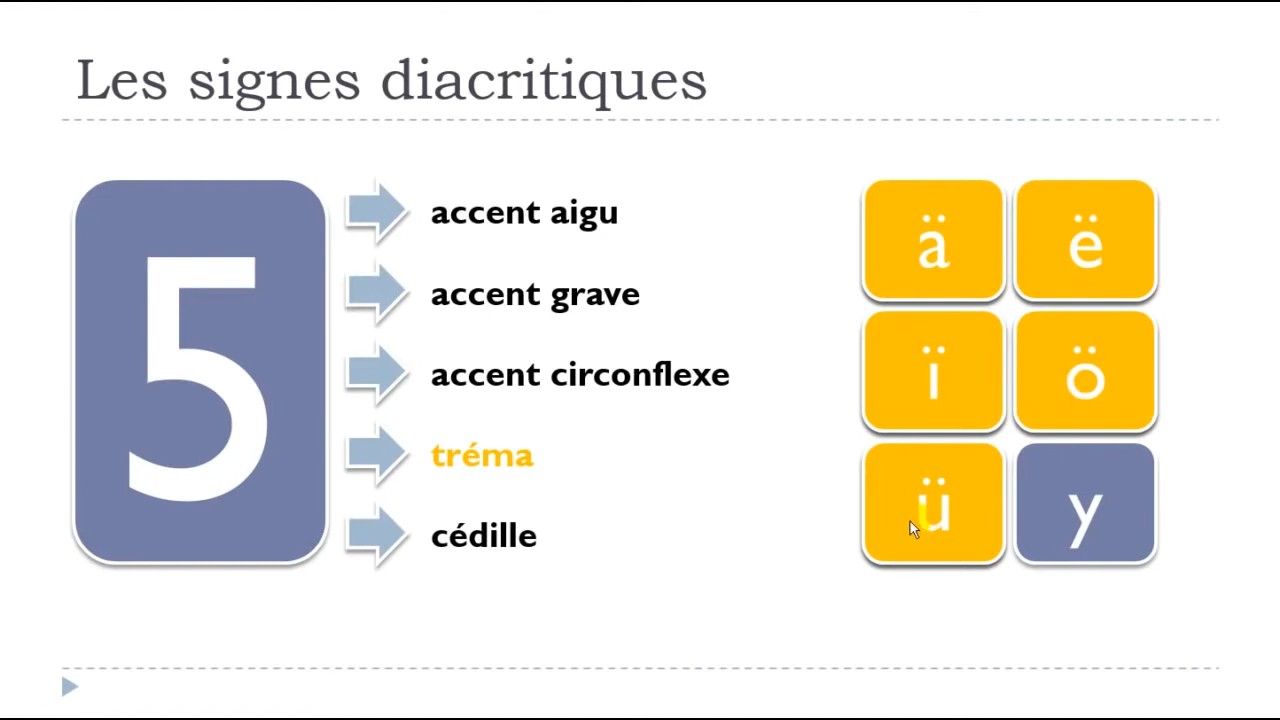 Les signes diacritiques
5
accent aigu
accent grave
accent circonflexe
tréma
cédille
ä ë
ï ö
ü y